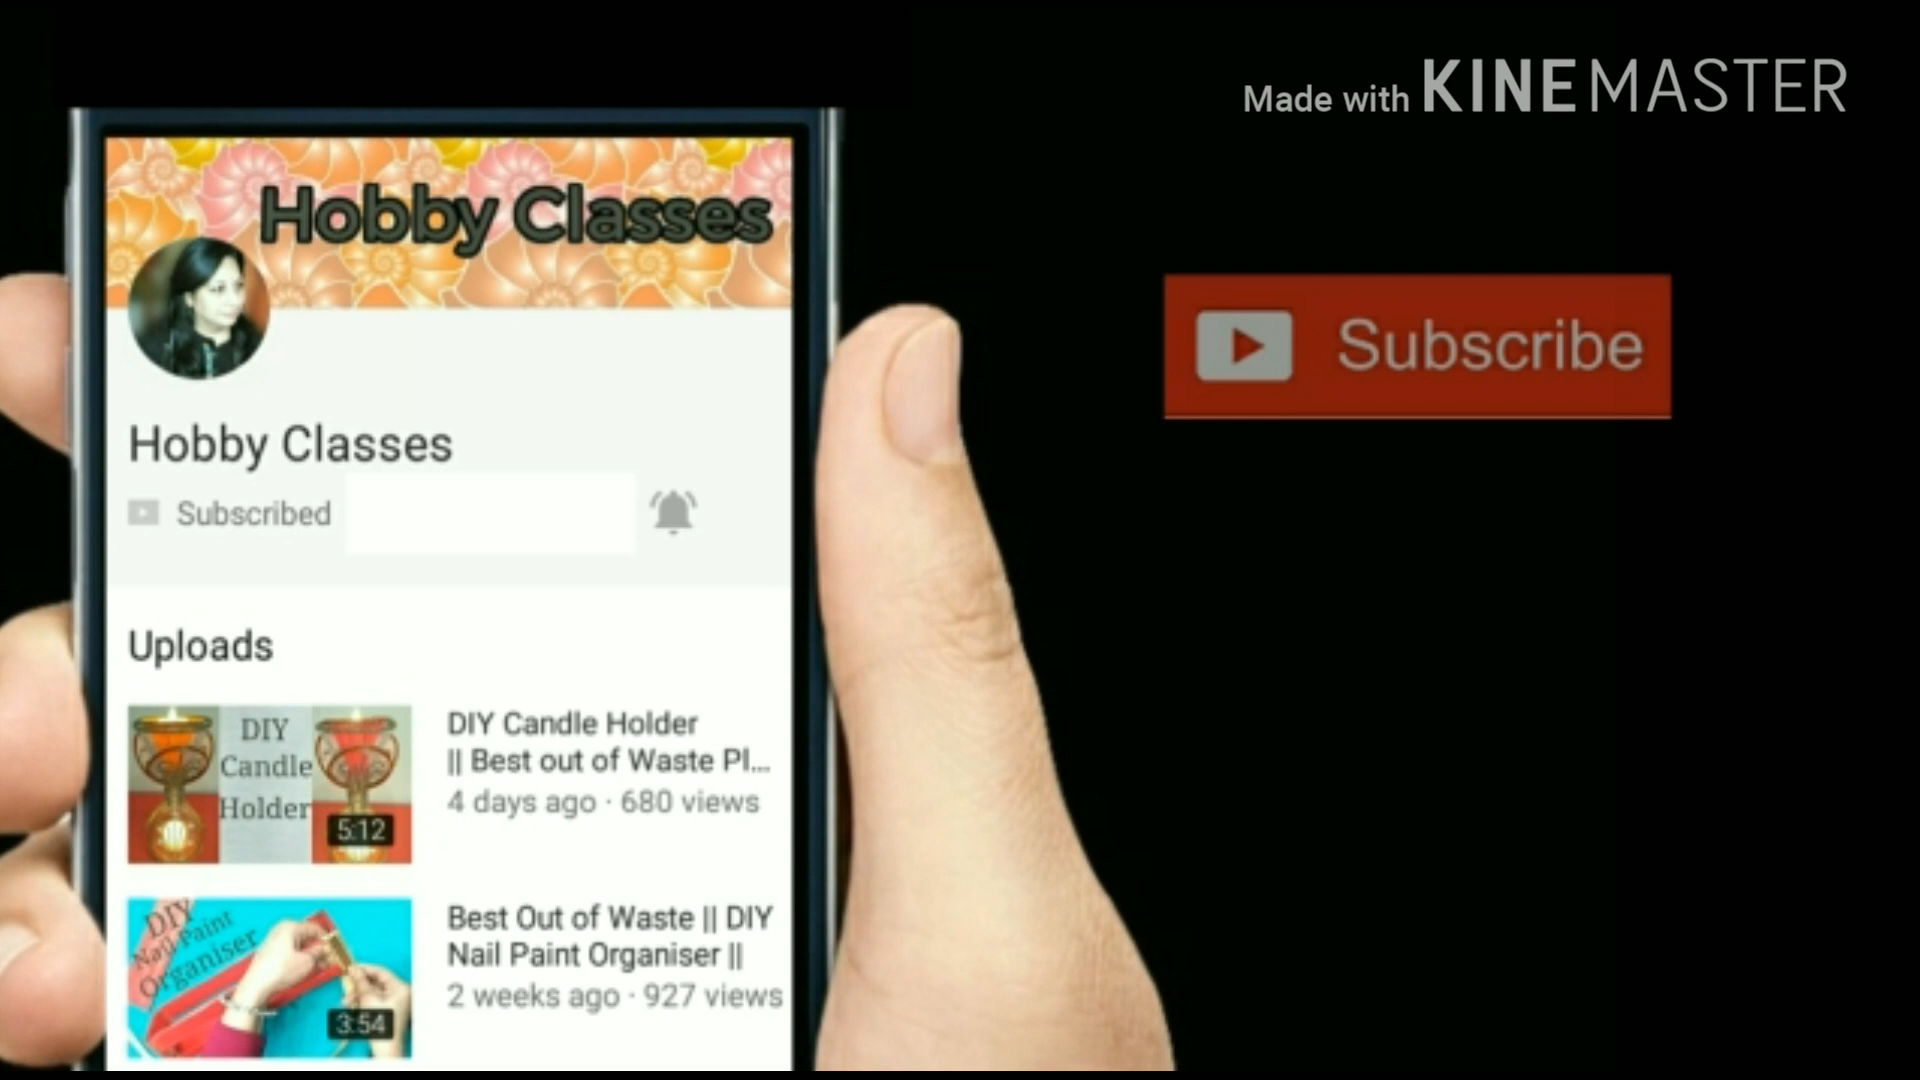 Made with KINEMASTER
Hobby Classes
Subscribe
Hobby Classes
Subscribed
Uploads
DIY
Candle
Holder
5:12
DIY Candle Holder
|| Best out of Waste Pl...
4 days ago · 680 views
DIY
Nail Paint
Organiser
3:54
Best Out of Waste || DIY
Nail Paint Organiser ||
2 weeks ago · 927 views